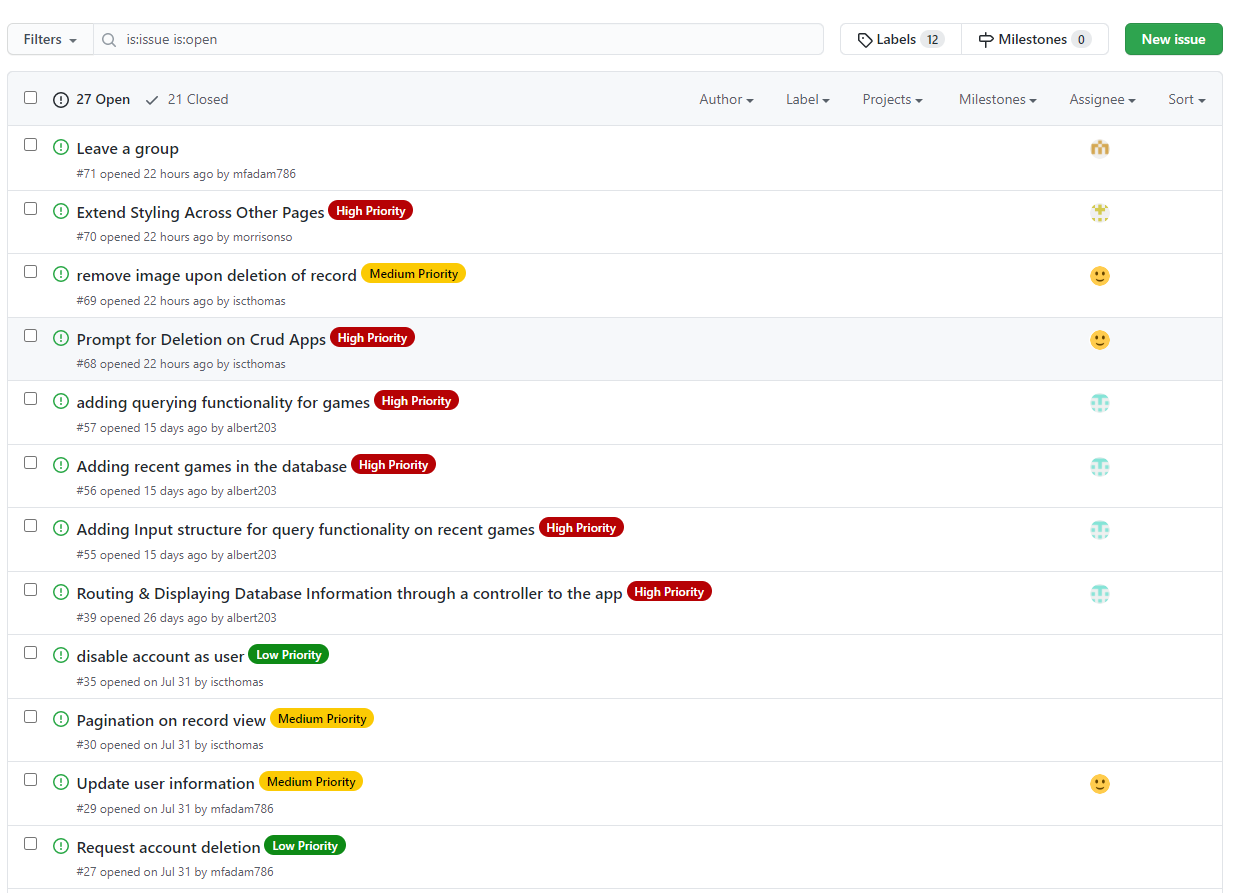 Filters is:issue is:open Labels 12 Milestones 0 New issue
27 Open 21 Closed Author Label Projects Milestones Assignee Sort
Leave a group
#71 opened 22 hours ago by mfadam786
Extend Styling Across Other Pages High Priority
#70 opened 22 hours ago by morrisonso
remove image upon deletion of record Medium Priority
#69 opened 22 hours ago by iscthomas
Prompt for Deletion on Crud Apps High Priority
#68 opened 22 hours ago by iscthomas
adding querying functionality for games High Priority
#57 opened 15 days ago by albert203
Adding recent games in the database High Priority
#56 opened 15 days ago by albert203
Adding Input structure for query functionality on recent games High Priority
#55 opened 15 days ago by albert203
Routing & Displaying Database Information through a controller to the app High Priority
#39 opened 26 days ago by albert203
disable account as user Low Priority
#35 opened on Jul 31 by iscthomas
Pagination on record view Medium Priority
#30 opened on Jul 31 by iscthomas
Update user information Medium Priority
#29 opened on Jul 31 by mfadam786
Request account deletion Low Priority
#27 opened on Jul 31 by mfadam786